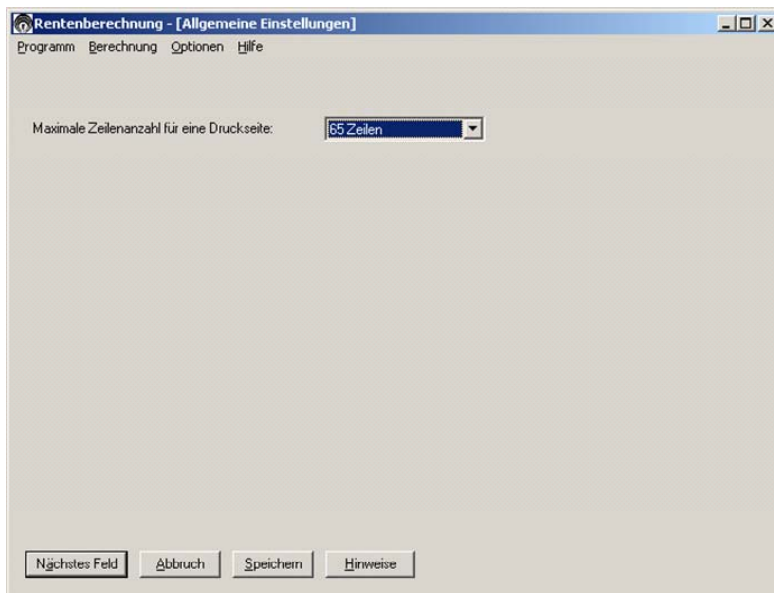 Rentenberechnung - [Allgemeine Einstellungen]
Programm Berechnung Optionen Hilfe
Maximale Zeilenanzahl für eine Druckseite: 65 Zeilen
Nächstes Feld Abbruch Speichern Hinweise